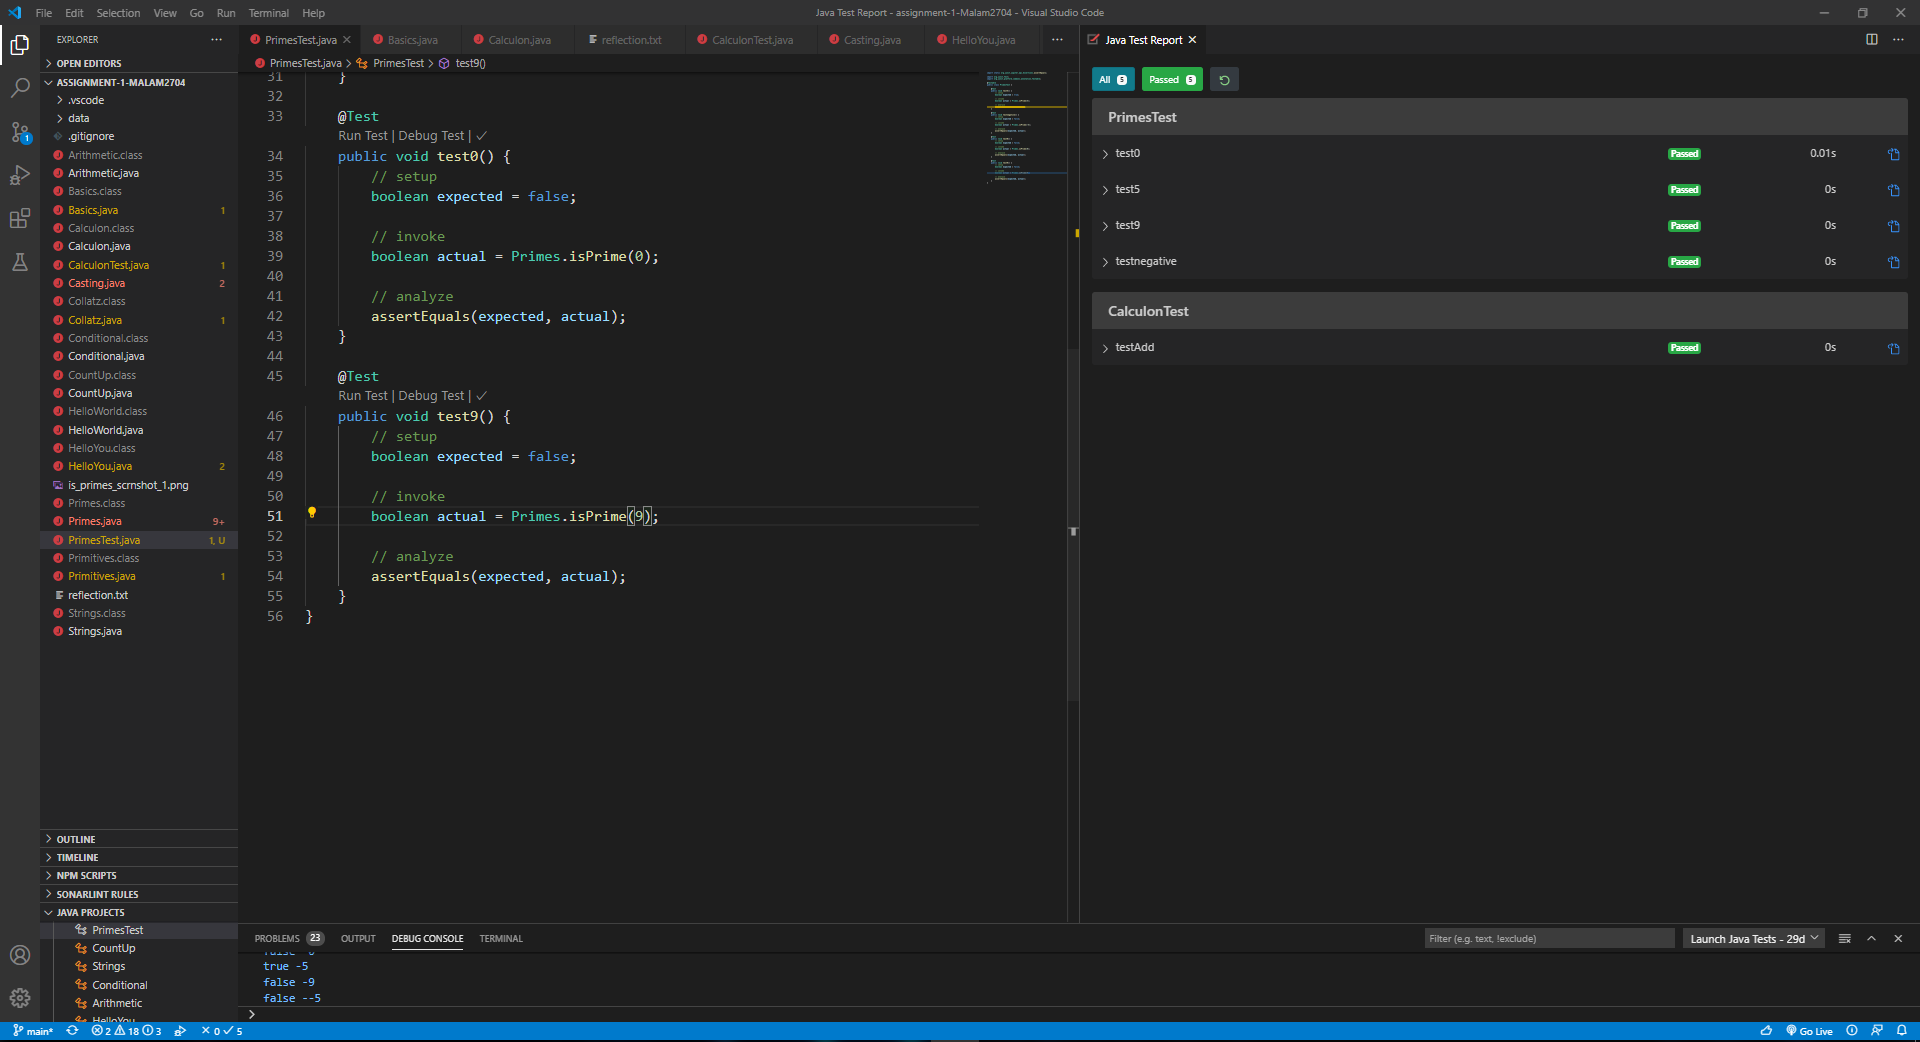 File Edit Selection View Go Run Terminal Help
Java Test Report - assignment-1-Malam2704 - Visual Studio Code
EXPLORER
OPEN EDITORS
ASSIGNMENT-1-MALAM2704
.vscode
data
.gitignore
Arithmetic.class
Arithmetic.java
Basics.class
Basics.java 1
Calculon.class
Calculon.java
CalculonTest.java 1
Casting.java 2
Collatz.class
Collatz.java 1
Conditional.class
Conditional.java
CountUp.class
CountUp.java
HelloWorld.class
HelloWorld.java
HelloYou.class
HelloYou.java 2
is_primes_scrnshot_1.png
Primes.class
Primes.java 9+
PrimesTest.java 1, U
Primitives.class
Primitives.java 1
reflection.txt
Strings.class
Strings.java
OUTLINE
TIMELINE
NPM SCRIPTS
SONARLINT RULES
JAVA PROJECTS
PrimesTest
CountUp
Strings
Conditional
Arithmetic
HelloYou
PrimesTest.java Basics.java Calculon.java reflection.txt CalculonTest.java Casting.java HelloYou.java
PrimesTest.java > PrimesTest > test9()
31 }
32
33 @Test
Run Test | Debug Test | ✓
34 public void test0() {
35 // setup
36 boolean expected = false;
37
38 // invoke
39 boolean actual = Primes.isPrime(0);
40
41 // analyze
42 assertEquals(expected, actual);
43 }
44
45 @Test
Run Test | Debug Test | ✓
46 public void test9() {
47 // setup
48 boolean expected = false;
49
50 // invoke
51 boolean actual = Primes.isPrime(9);
52
53 // analyze
54 assertEquals(expected, actual);
55 }
56 }
Java Test Report
All 5 Passed 5
PrimesTest
test0 Passed 0.01s
test5 Passed 0s
test9 Passed 0s
testnegative Passed 0s
CalculonTest
testAdd Passed 0s
PROBLEMS 23 OUTPUT DEBUG CONSOLE TERMINAL
Filter (e.g. text, !exclude)
Launch Java Tests - 29d
false -0
true -5
false -9
false --5
>
main* 2 18 3 0 5
Go Live